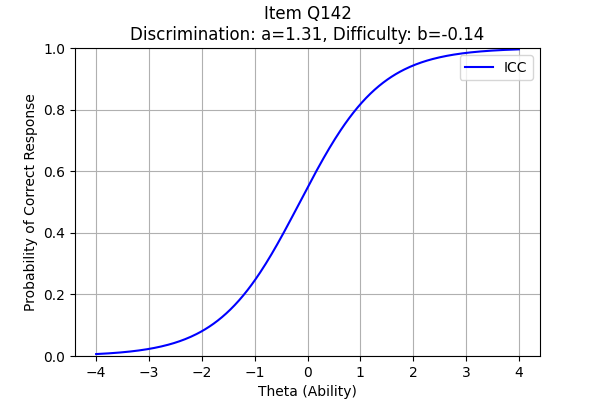 Item Q142
Discrimination: a=1.31, Difficulty: b=-0.14
ICC
Probability of Correct Response
1.0
0.8
0.6
0.4
0.2
0.0
−4 −3 −2 −1 0 1 2 3 4
Theta (Ability)